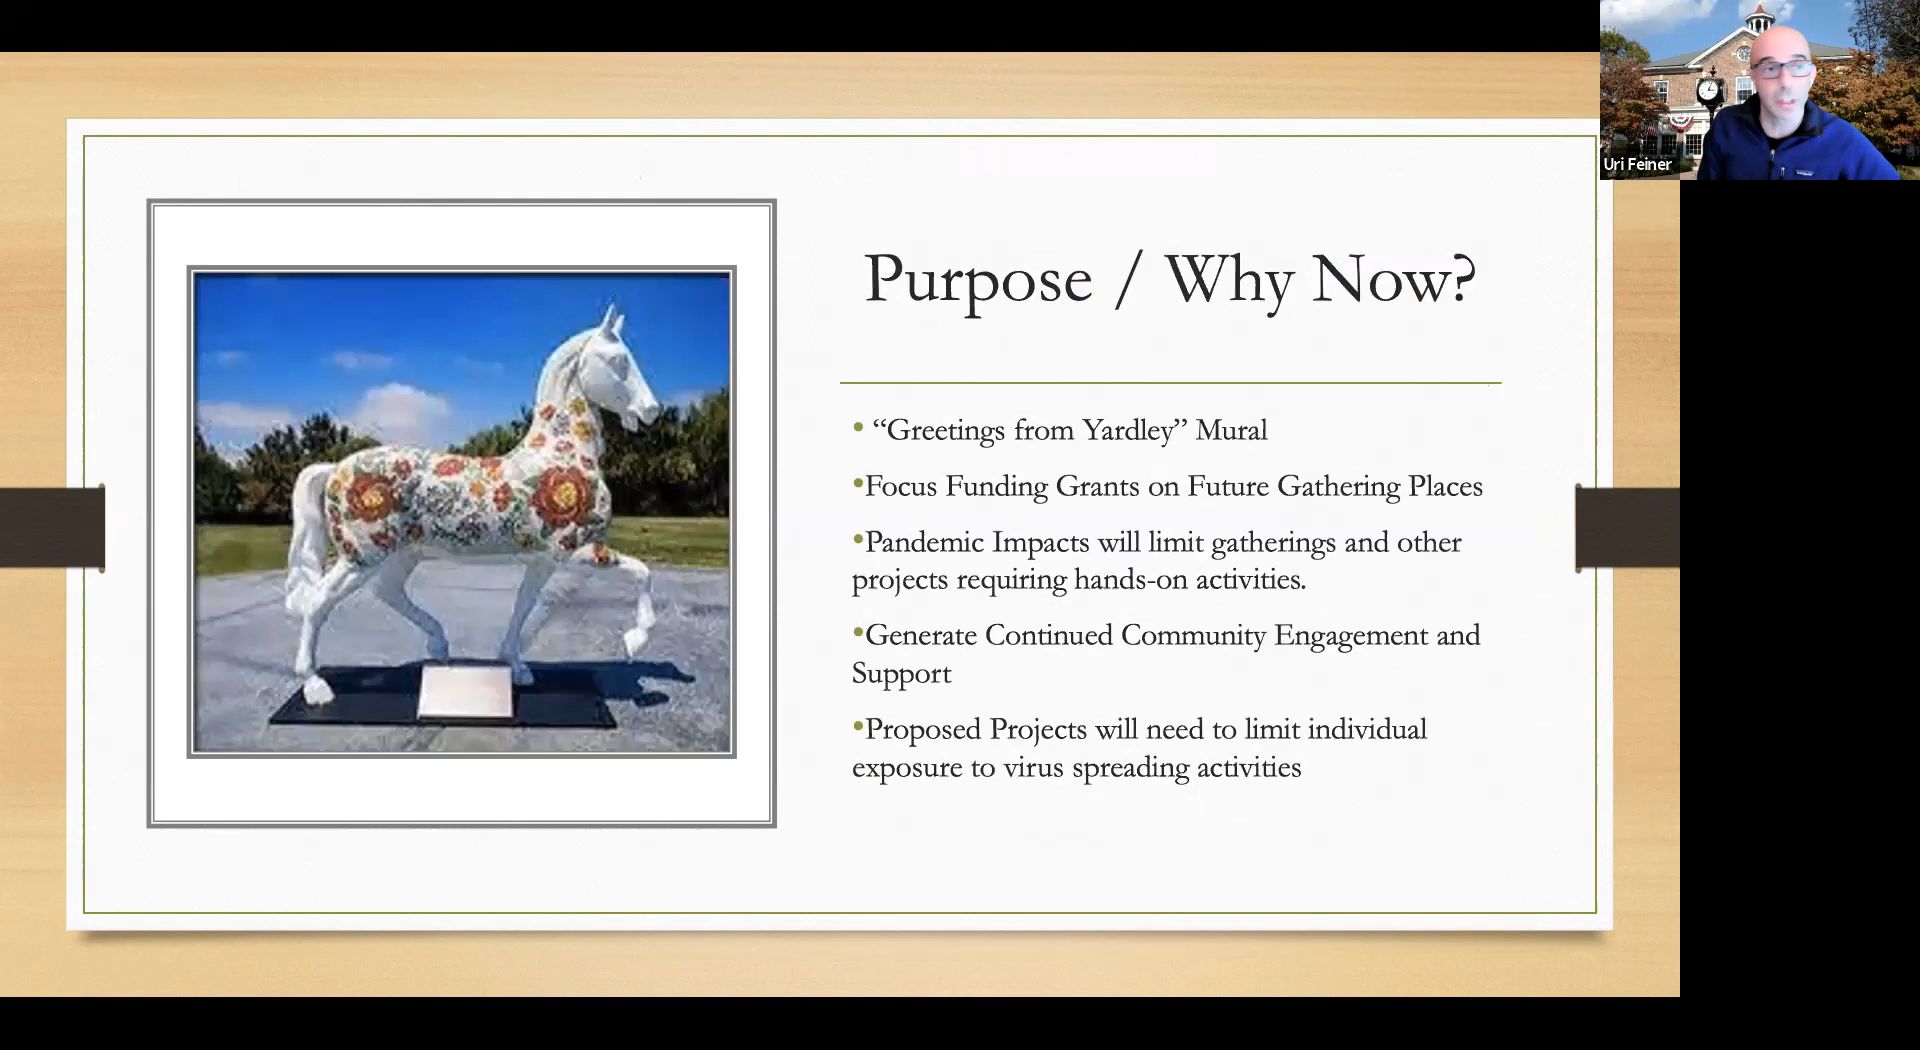 Uri Feiner
Purpose / Why Now?
• “Greetings from Yardley” Mural
•Focus Funding Grants on Future Gathering Places
•Pandemic Impacts will limit gatherings and other
projects requiring hands-on activities.
•Generate Continued Community Engagement and
Support
•Proposed Projects will need to limit individual
exposure to virus spreading activities